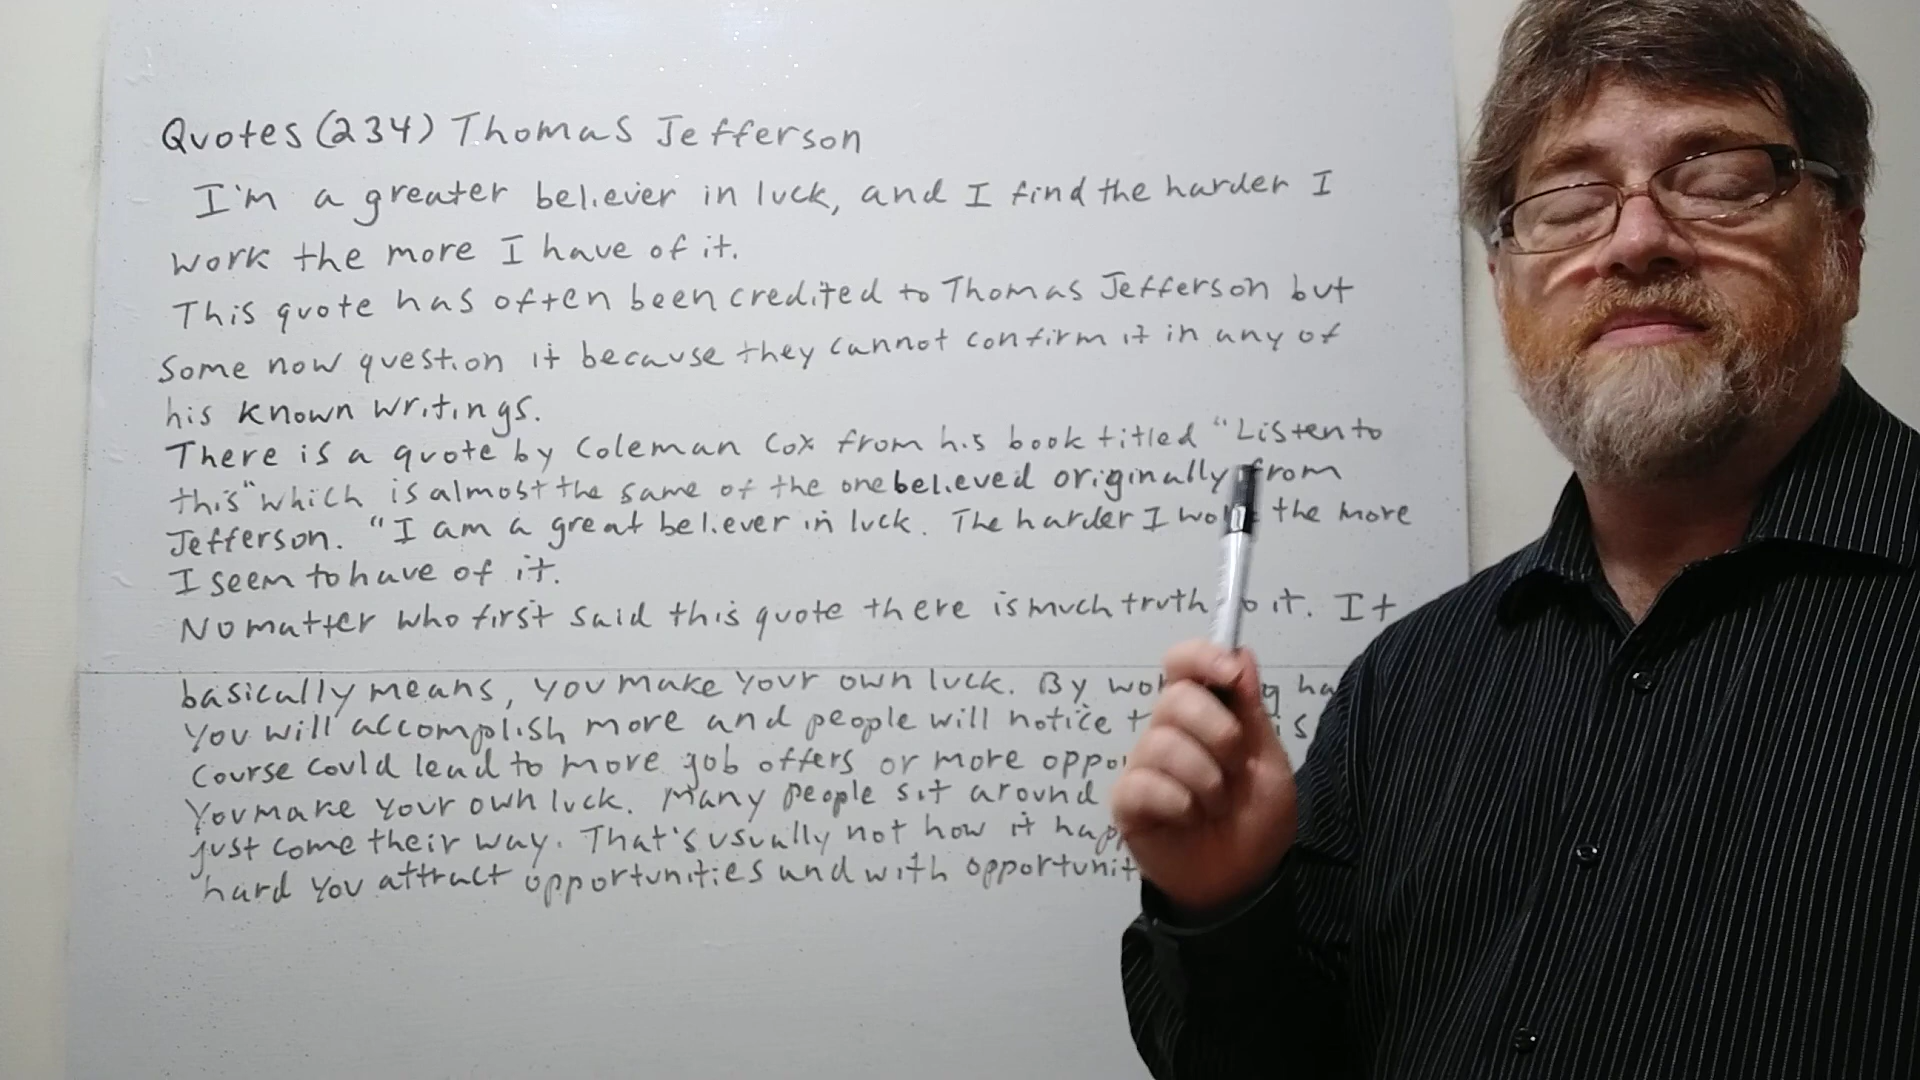 Quotes (234) Thomas Jefferson
I'm a greater believer in luck, and I find the harder I
work the more I have of it.
This quote has often been credited to Thomas Jefferson but
some now question it because they cannot confirm it in any of
his known writings.
There is a quote by Coleman Cox from his book titled "Listen to
this" which is almost the same of the one believed originally from
Jefferson. "I am a great believer in luck. The harder I work the more
I seem to have of it.
No matter who first said this quote there is much truth to it. It
basically means, you make your own luck. By working
you will accomplish more and people will notice
course could lead to more job offers or more
You make your own luck. Many people sit around
just come their way. That's usually not how it
hard you attract opportunities and with